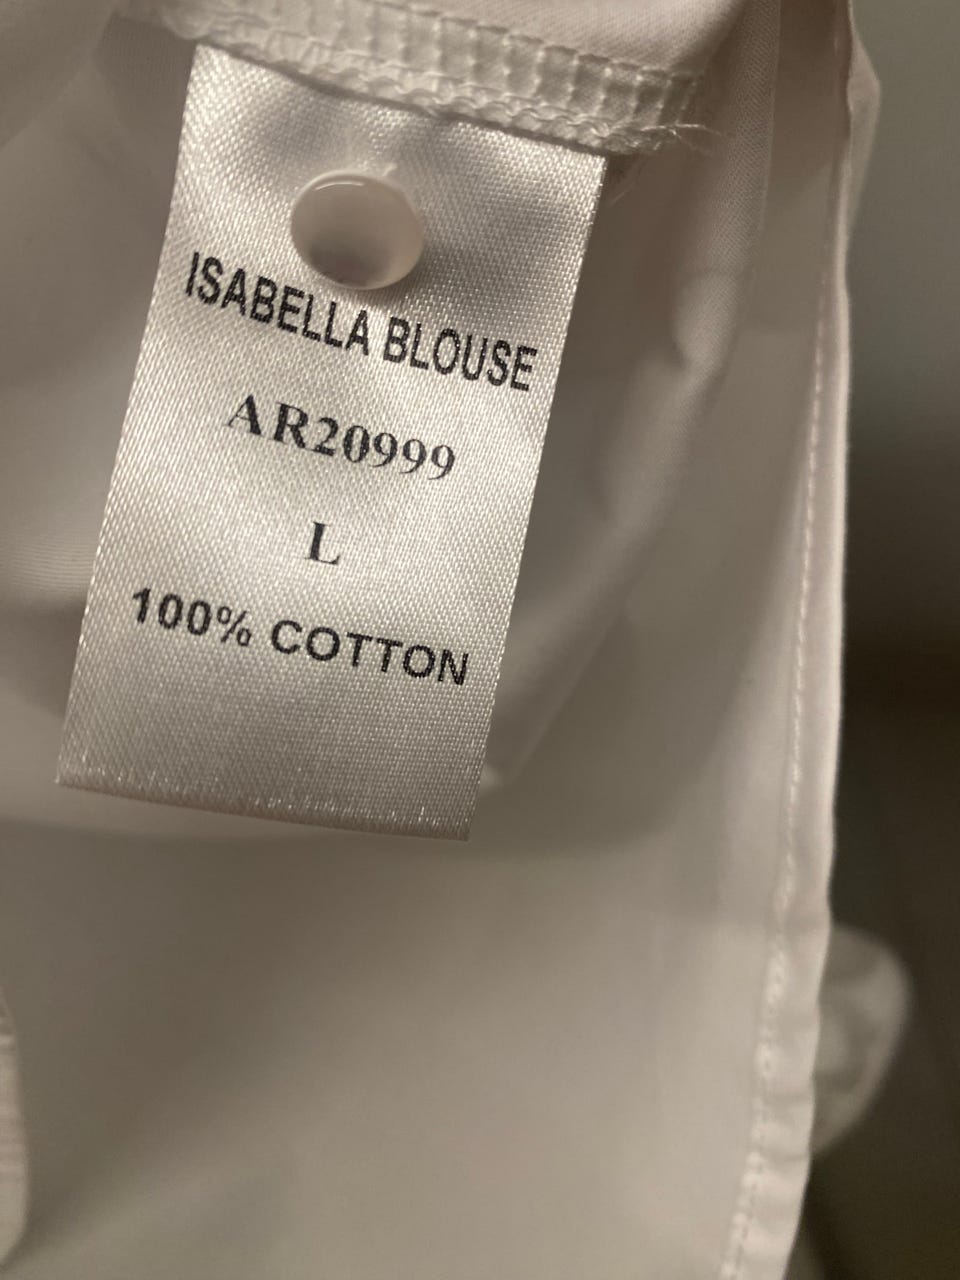 ISABELLA BLOUSE
AR20999
L
100% COTTON